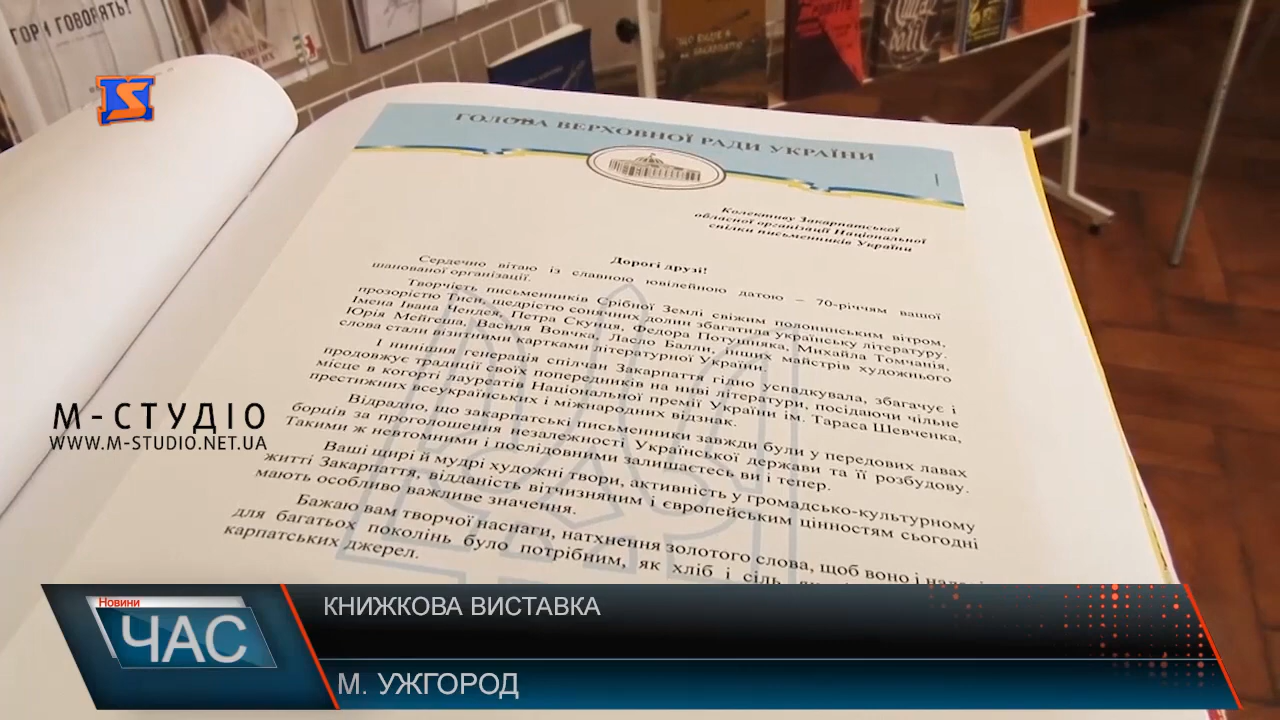 ГОРИ ГОВОРЯТЬ!
ГОЛОВА ВЕРХОВНОЇ РАДИ УКРАЇНИ
Колективу Закарпатської
обласної організації Національної
спілки письменників України
Дорогі друзі!
Сердечно вітаю із славною ювілейною датою – 70-річчям вашої
шанованої організації.
Творчість письменників Срібної Землі свіжим полонинським вітром,
прозорістю Тиси, щедрістю сонячних долин збагатила українську літературу.
Імена Івана Чендея, Петра Скунця, Федора Потушняка, Михайла Томчанія,
Юрія Мейгеша, Василя Вовчка, Ласло Балли, інших майстрів художнього
слова стали візитними картками літературної України.
І нинішня генерація спілчан Закарпаття гідно успадкувала, збагачує і
продовжує традиції своїх попередників на ниві літератури, посідаючи чільне
місце в когорті лауреатів Національної премії України ім. Тараса Шевченка,
престижних всеукраїнських і міжнародних відзнак.
Відрадно, що закарпатські письменники завжди були у передових лавах
борців за проголошення незалежності Української держави та її розбудову.
Такими ж невтомними і послідовними залишаєтесь ви і тепер.
Ваші щирі й мудрі художні твори, активність у громадсько-культурному
житті Закарпаття, відданість вітчизняним і європейським цінностям сьогодні
мають особливо важливе значення.
Бажаю вам творчої наснаги, натхнення золотого слова, щоб воно і
для багатьох поколінь було потрібним, як хліб і сіль,
карпатських джерел.
М-СТУДІО
WWW.M-STUDIO.NET.UA
Новини
ЧАС
КНИЖКОВА ВИСТАВКА
М. УЖГОРОД